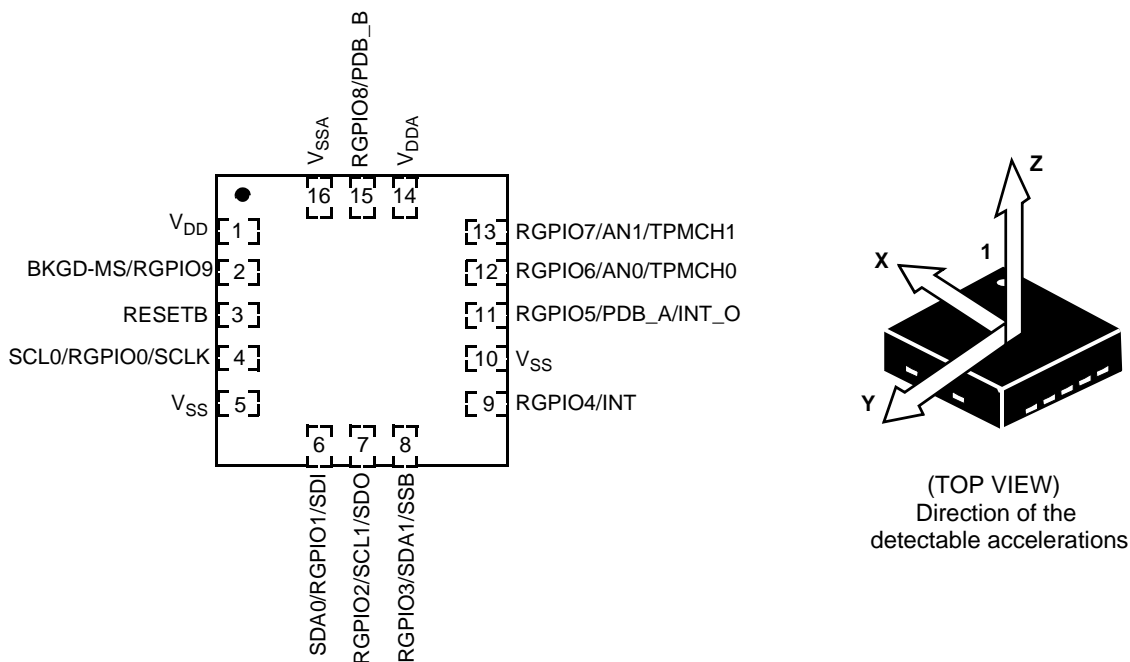 RGPIO8/PDB_B
VSSA
VDDA
16
15
14
VDD
1
BKGD-MS/RGPIO9
2
RESETB
3
SCL0/RGPIO0/SCLK
4
VSS
5
13
RGPIO7/AN1/TPMCH1
12
RGPIO6/AN0/TPMCH0
11
RGPIO5/PDB_A/INT_O
10
VSS
9
RGPIO4/INT
6
7
8
SDA0/RGPIO1/SDI
RGPIO2/SCL1/SDO
RGPIO3/SDA1/SSB
Z
1
X
Y
(TOP VIEW)
Direction of the
detectable accelerations